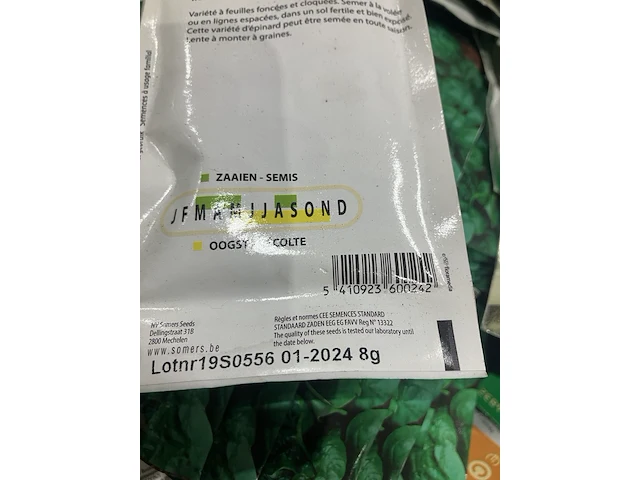 Variété à feuilles foncées et cloquées. Semer à la volée
ou en lignes espacées, dans un sol fertile et bien exposé.
Cette variété d'épinard peut être semée en toute saison.
Lente à monter à graines.
Semences à usage familial
ZAAIEN - SEMIS
J F M A M J J A S O N D
OOGST COLTE
5 410923 600242
NV Somers Seeds
Dellingstraat 31B
2800 Mechelen
www.somers.be
Règles et normes CEE SEMENCES STANDARD
STANDAARD ZADEN EEG EG FAVV Reg N° 13322
The quality of these seeds is tested our laboratory until
the date below.
Lotnr19S0556 01-2024 8g